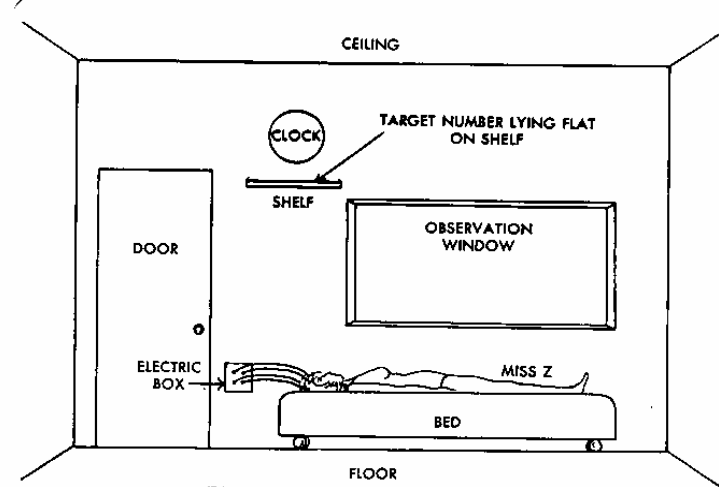 CEILING
CLOCK
TARGET NUMBER LYING FLAT
ON SHELF
SHELF
OBSERVATION
WINDOW
DOOR
ELECTRIC
BOX
MISS Z
BED
FLOOR